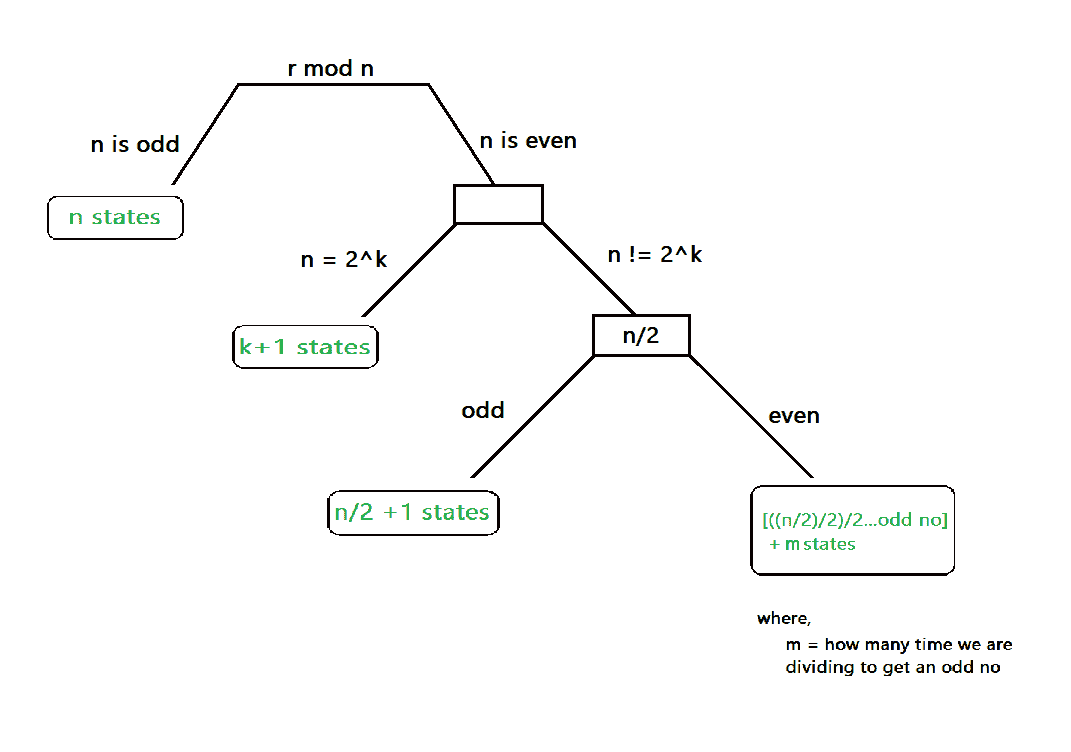 r mod n
n is odd
n is even
n states
n = 2^k
n != 2^k
n/2
k+1 states
odd
even
n/2 +1 states
[((n/2)/2)/2...odd no]
+ m states
where,
m = how many time we are
dividing to get an odd no